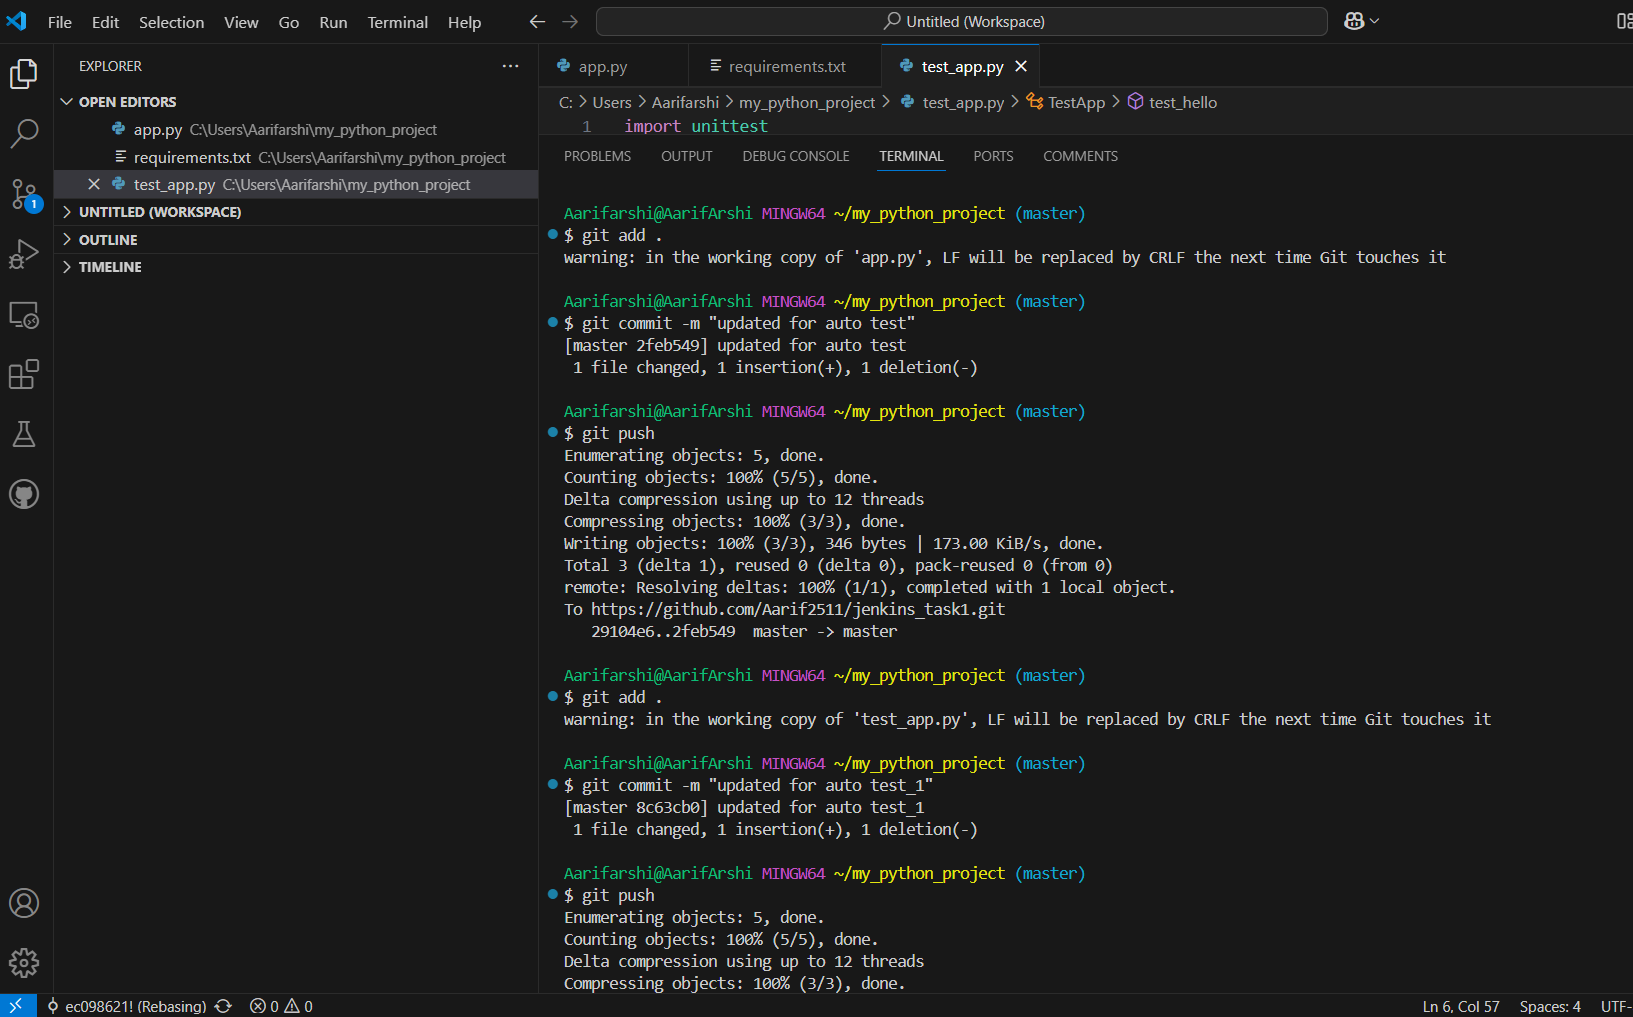 File Edit Selection View Go Run Terminal Help Untitled (Workspace)
EXPLORER
OPEN EDITORS
app.py C:\Users\Aarifarshi\my_python_project
requirements.txt C:\Users\Aarifarshi\my_python_project
test_app.py C:\Users\Aarifarshi\my_python_project
UNTITLED (WORKSPACE)
OUTLINE
TIMELINE
1
app.py requirements.txt test_app.py
C: > Users > Aarifarshi > my_python_project > test_app.py > TestApp > test_hello
1 import unittest
PROBLEMS OUTPUT DEBUG CONSOLE TERMINAL PORTS COMMENTS
Aarifarshi@AarifArshi MINGW64 ~/my_python_project (master)
$ git add .
warning: in the working copy of 'app.py', LF will be replaced by CRLF the next time Git touches it
Aarifarshi@AarifArshi MINGW64 ~/my_python_project (master)
$ git commit -m "updated for auto test"
[master 2feb549] updated for auto test
1 file changed, 1 insertion(+), 1 deletion(-)
Aarifarshi@AarifArshi MINGW64 ~/my_python_project (master)
$ git push
Enumerating objects: 5, done.
Counting objects: 100% (5/5), done.
Delta compression using up to 12 threads
Compressing objects: 100% (3/3), done.
Writing objects: 100% (3/3), 346 bytes | 173.00 KiB/s, done.
Total 3 (delta 1), reused 0 (delta 0), pack-reused 0 (from 0)
remote: Resolving deltas: 100% (1/1), completed with 1 local object.
To https://github.com/Aarif2511/jenkins_task1.git
29104e6..2feb549 master -> master
Aarifarshi@AarifArshi MINGW64 ~/my_python_project (master)
$ git add .
warning: in the working copy of 'test_app.py', LF will be replaced by CRLF the next time Git touches it
Aarifarshi@AarifArshi MINGW64 ~/my_python_project (master)
$ git commit -m "updated for auto test_1"
[master 8c63cb0] updated for auto test_1
1 file changed, 1 insertion(+), 1 deletion(-)
Aarifarshi@AarifArshi MINGW64 ~/my_python_project (master)
$ git push
Enumerating objects: 5, done.
Counting objects: 100% (5/5), done.
Delta compression using up to 12 threads
Compressing objects: 100% (3/3), done.
ec098621! (Rebasing) 0 0 Ln 6, Col 57 Spaces: 4 UTF-